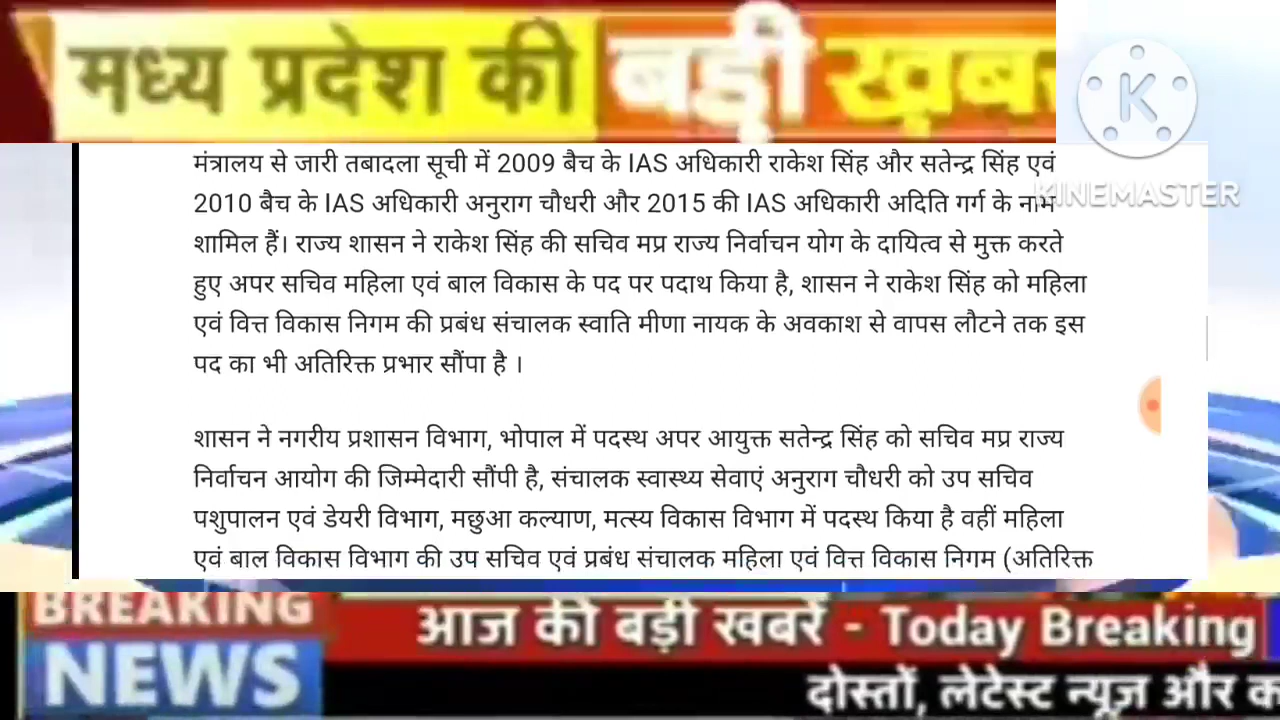 मध्य प्रदेश की बड़ी ख़बर
K
KINEMASTER
मंत्रालय से जारी तबादला सूची में 2009 बैच के IAS अधिकारी राकेश सिंह और सतेन्द्र सिंह एवं
2010 बैच के IAS अधिकारी अनुराग चौधरी और 2015 की IAS अधिकारी अदिति गर्ग के नाम
शामिल हैं। राज्य शासन ने राकेश सिंह की सचिव मप्र राज्य निर्वाचन योग के दायित्व से मुक्त करते
हुए अपर सचिव महिला एवं बाल विकास के पद पर पदाथ किया है, शासन ने राकेश सिंह को महिला
एवं वित्त विकास निगम की प्रबंध संचालक स्वाति मीणा नायक के अवकाश से वापस लौटने तक इस
पद का भी अतिरिक्त प्रभार सौंपा है ।
शासन ने नगरीय प्रशासन विभाग, भोपाल में पदस्थ अपर आयुक्त सतेन्द्र सिंह को सचिव मप्र राज्य
निर्वाचन आयोग की जिम्मेदारी सौंपी है, संचालक स्वास्थ्य सेवाएं अनुराग चौधरी को उप सचिव
पशुपालन एवं डेयरी विभाग, मछुआ कल्याण, मत्स्य विकास विभाग में पदस्थ किया है वहीं महिला
एवं बाल विकास विभाग की उप सचिव एवं प्रबंध संचालक महिला एवं वित्त विकास निगम (अतिरिक्त
BREAKING
NEWS
आज की बड़ी खबरें - Today Breaking
दोस्तों, लेटेस्ट न्यूज़ और